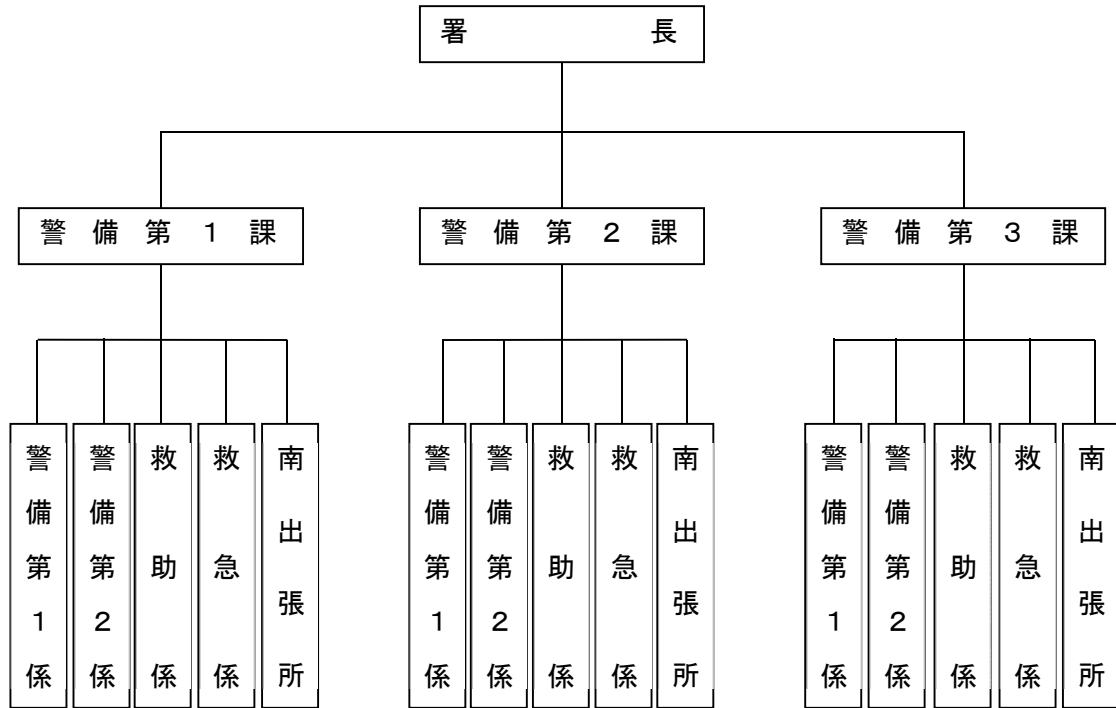 署長
警備第１課
警備第２課
警備第３課
警備第１係
警備第２係
救助係
救急係
南出張所
警備第１係
警備第２係
救助係
救急係
南出張所
警備第１係
警備第２係
救助係
救急係
南出張所